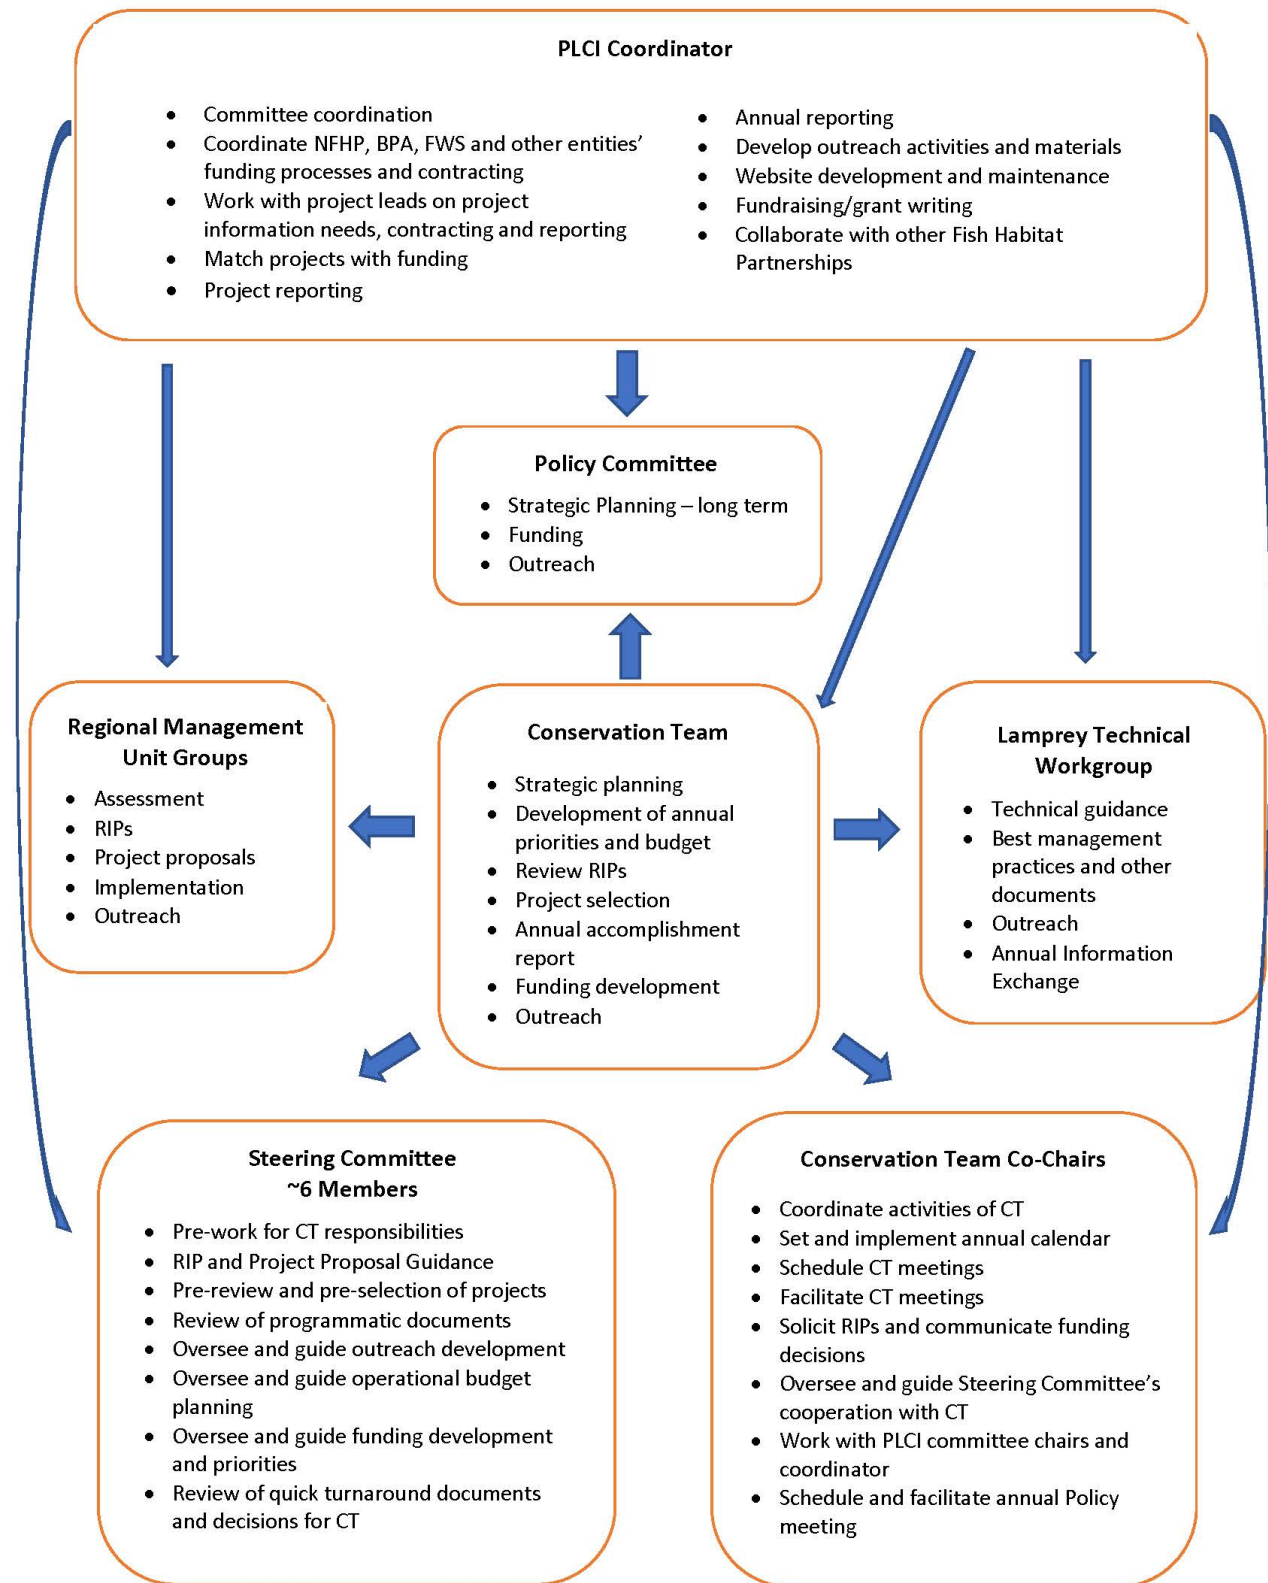 PLCI Coordinator
• Committee coordination
• Coordinate NFHP, BPA, FWS and other entities’
funding processes and contracting
• Work with project leads on project
information needs, contracting and reporting
• Match projects with funding
• Project reporting
• Annual reporting
• Develop outreach activities and materials
• Website development and maintenance
• Fundraising/grant writing
• Collaborate with other Fish Habitat
Partnerships
Policy Committee
• Strategic Planning – long term
• Funding
• Outreach
Regional Management
Unit Groups
• Assessment
• RIPs
• Project proposals
• Implementation
• Outreach
Conservation Team
• Strategic planning
• Development of annual
priorities and budget
• Review RIPs
• Project selection
• Annual accomplishment
report
• Funding development
• Outreach
Lamprey Technical
Workgroup
• Technical guidance
• Best management
practices and other
documents
• Outreach
• Annual Information
Exchange
Steering Committee
~6 Members
• Pre-work for CT responsibilities
• RIP and Project Proposal Guidance
• Pre-review and pre-selection of projects
• Review of programmatic documents
• Oversee and guide outreach development
• Oversee and guide operational budget
planning
• Oversee and guide funding development
and priorities
• Review of quick turnaround documents
and decisions for CT
Conservation Team Co-Chairs
• Coordinate activities of CT
• Set and implement annual calendar
• Schedule CT meetings
• Facilitate CT meetings
• Solicit RIPs and communicate funding
decisions
• Oversee and guide Steering Committee’s
cooperation with CT
• Work with PLCI committee chairs and
coordinator
• Schedule and facilitate annual Policy
meeting